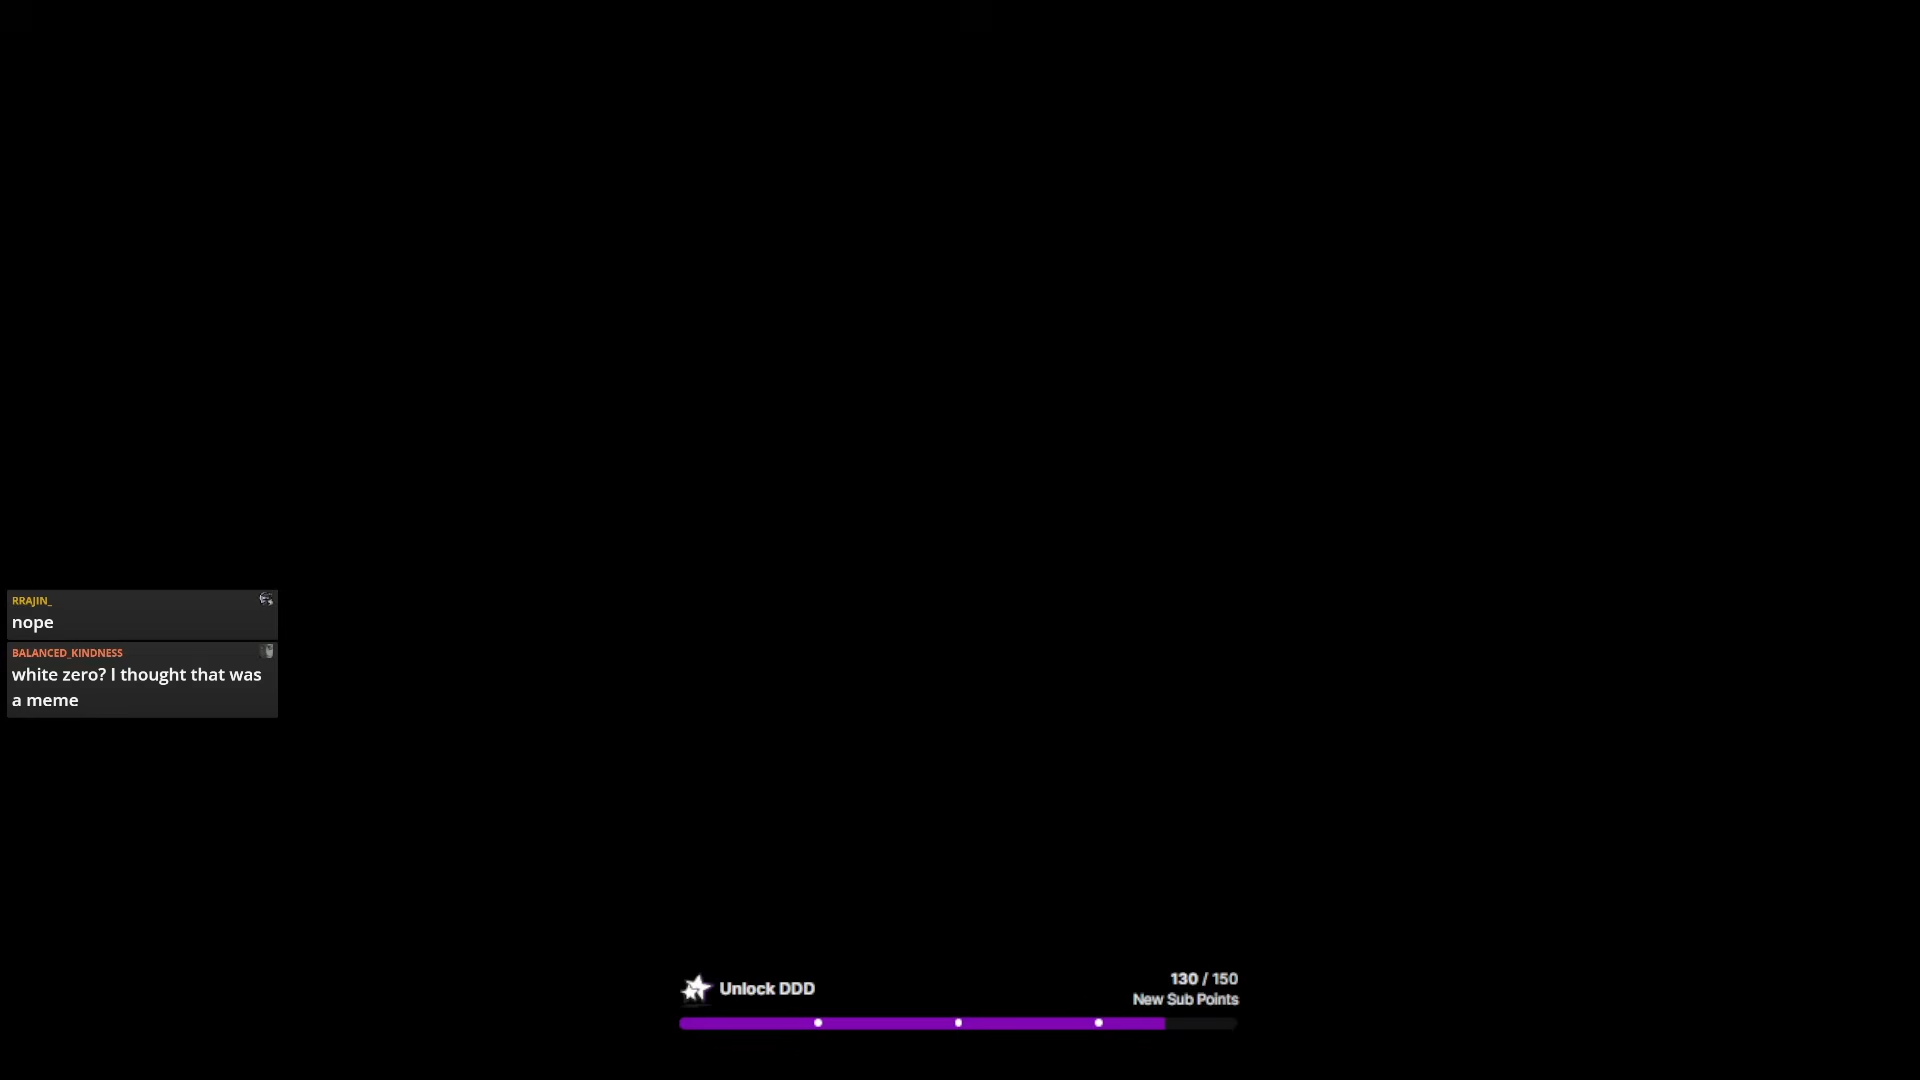 RRAJIN_
nope
BALANCED_KINDNESS
white zero? I thought that was
a meme
Unlock DDD
130 / 150
New Sub Points